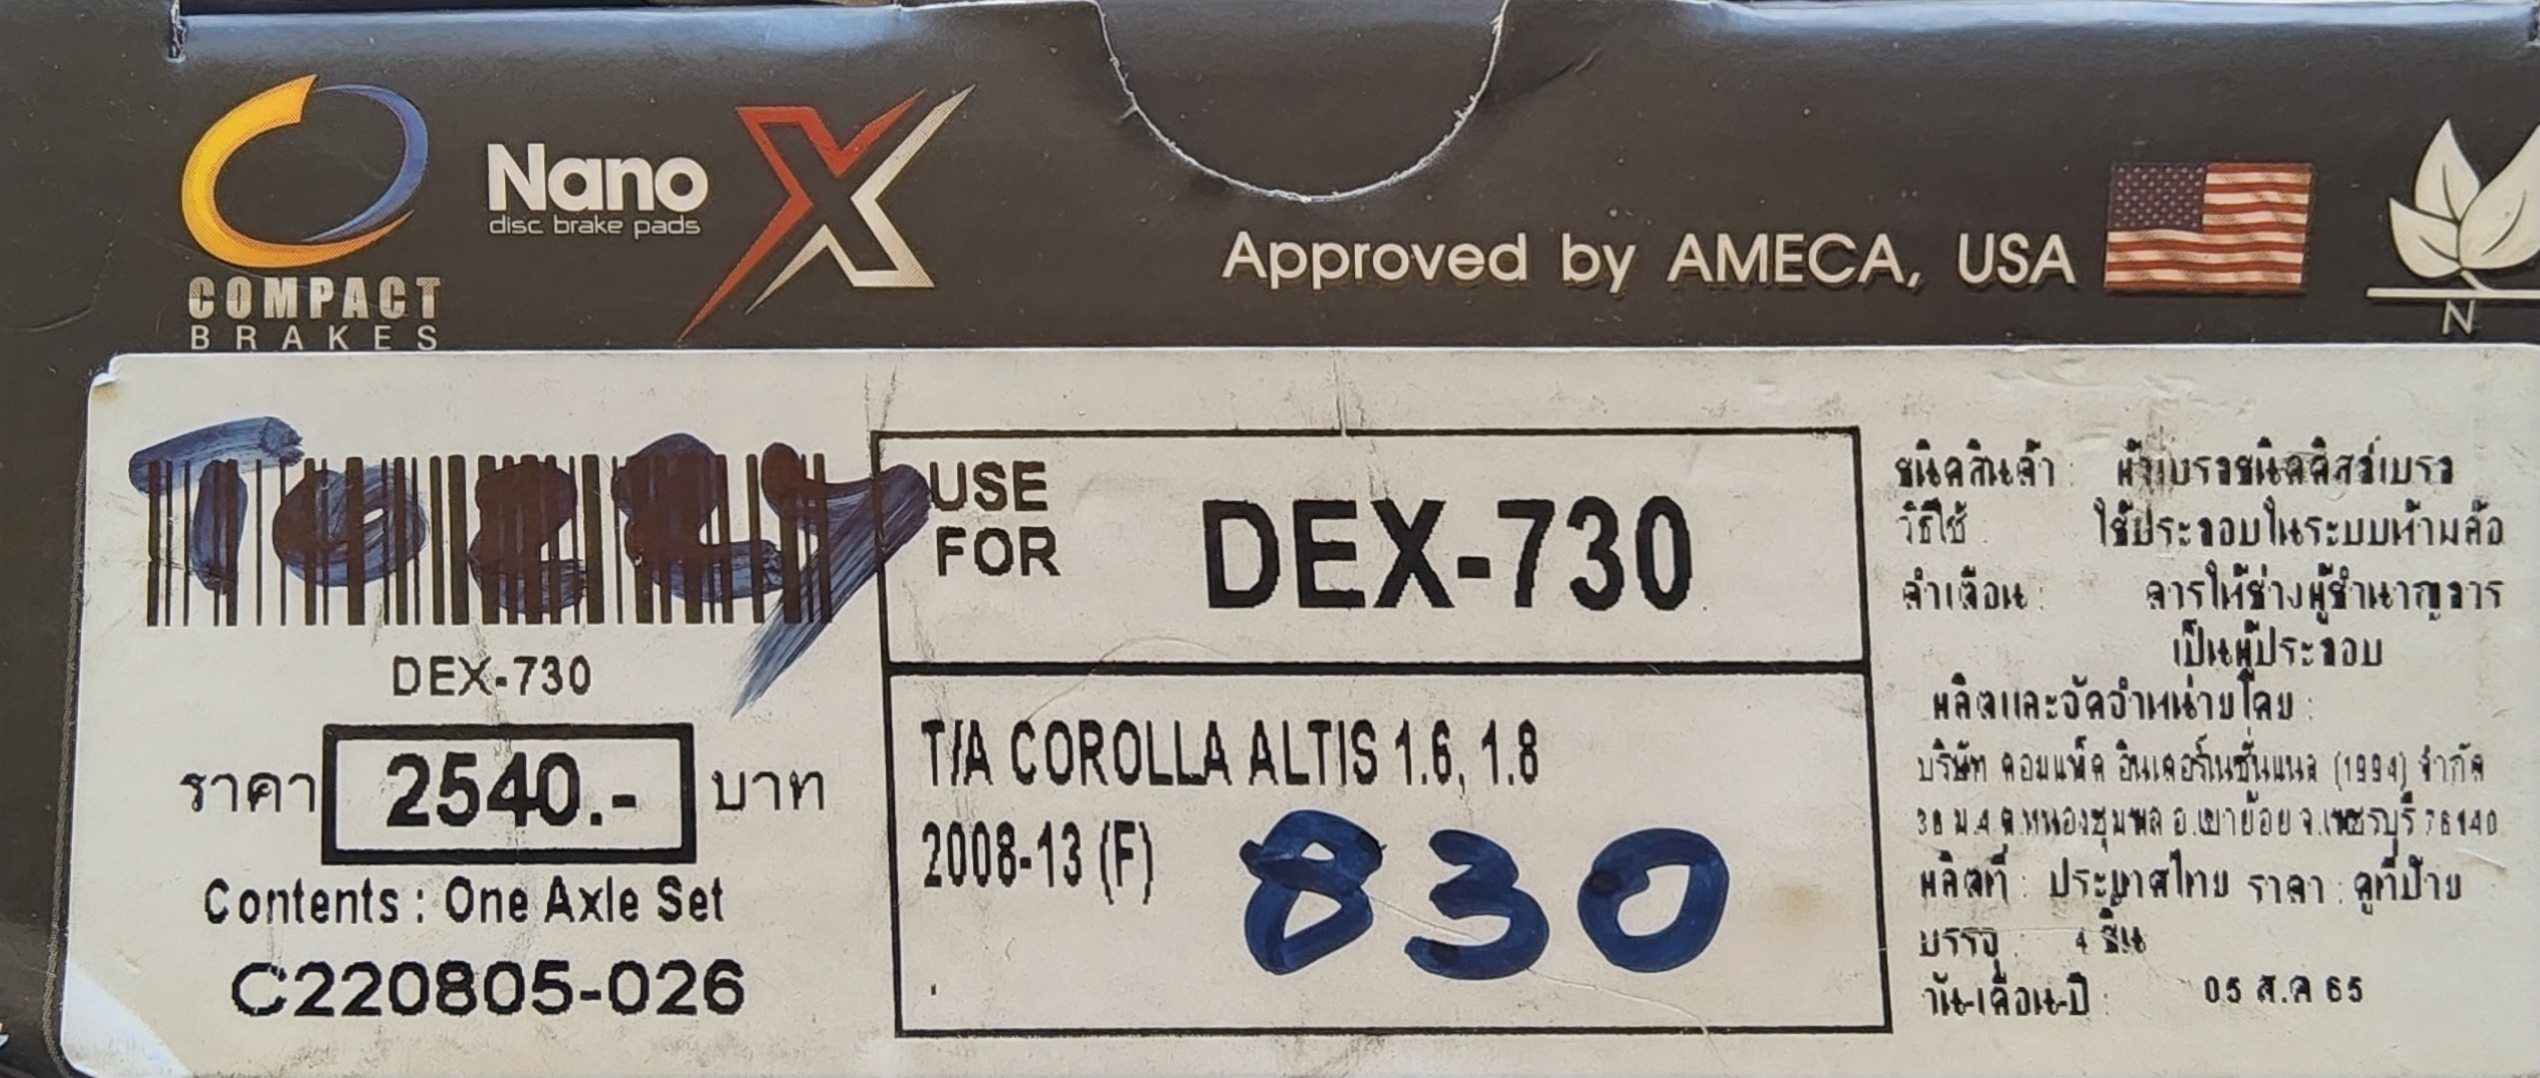 COMPACT
BRAKES
Nano X
disc brake pads
Approved by AMECA, USA
N
DEX-730
ราคา 2540.- บาท
Contents : One Axle Set
C220805-026
USE
FOR
DEX-730
T/A COROLLA ALTIS 1.6, 1.8
2008-13 (F)
830
ชนิดสินค้า : ผ้าเบรคชนิดดิสก์เบรค
วิธีใช้ : ใช้ประกอบในระบบห้ามล้อ
คำเตือน : ควรให้ช่างผู้ชำนาญการ
เป็นผู้ประกอบ
ผลิตและจัดจำหน่ายโดย :
บริษัท คอมแพ็ค อินเตอร์เนชั่นแนล (1994) จำกัด
38 ม.4 ต.หนองชุมพล อ.เขาย้อย จ.เพชรบุรี 76140
ผลิตที่ : ประเทศไทย ราคา : ดูที่ป้าย
บรรจุ : 4 ชิ้น
วัน-เดือน-ปี : 05 ส.ค 65